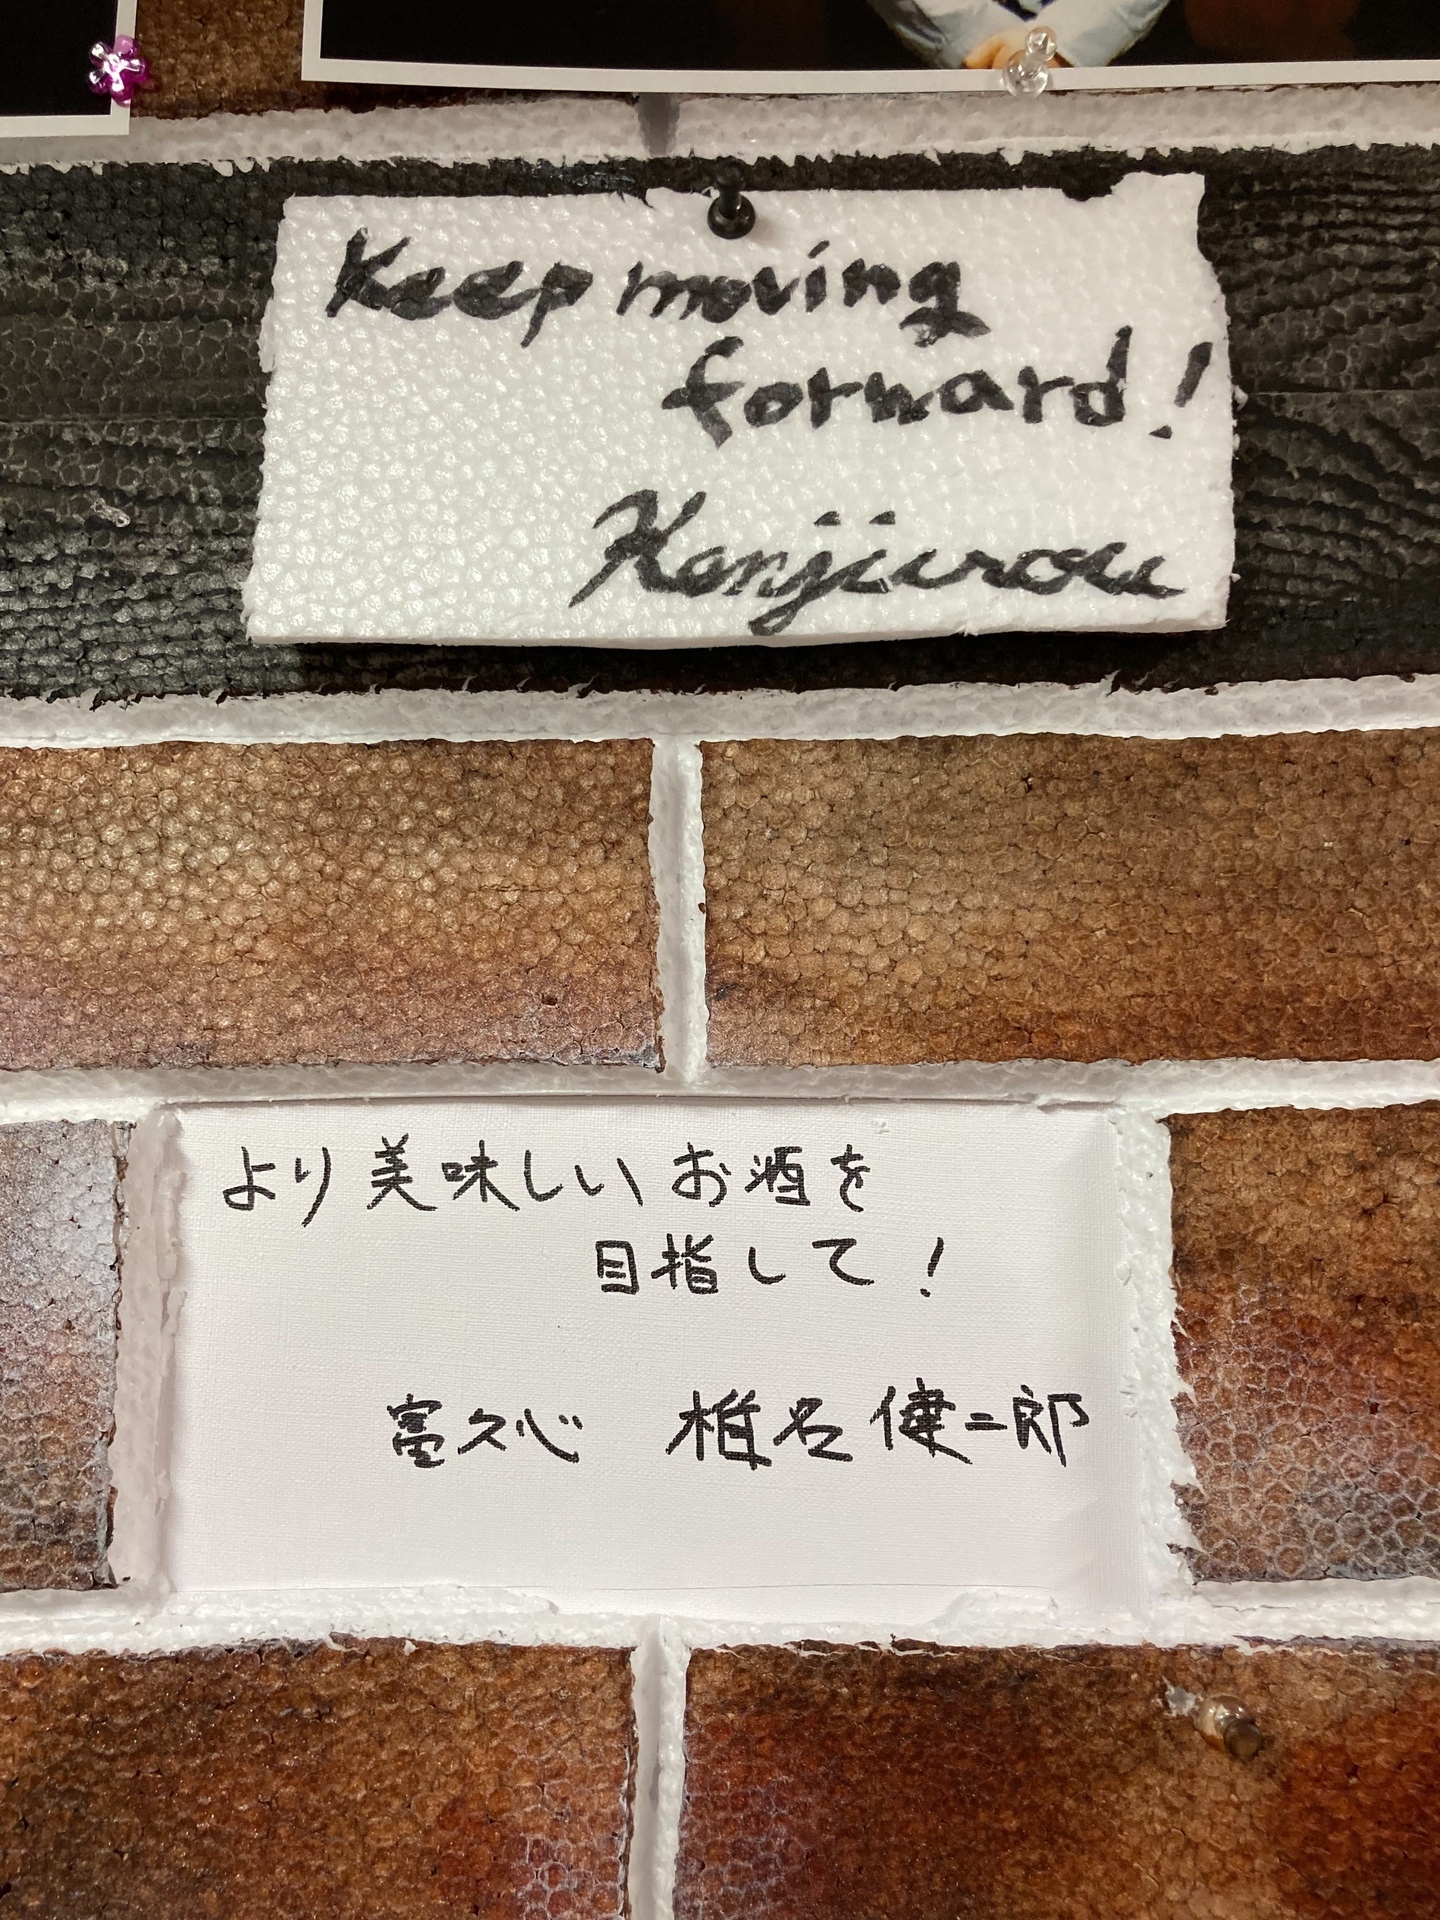 Keep moving
forward!
Kenjiurou
より美味しいお酒を
目指して！
富久心 椎名健二郎